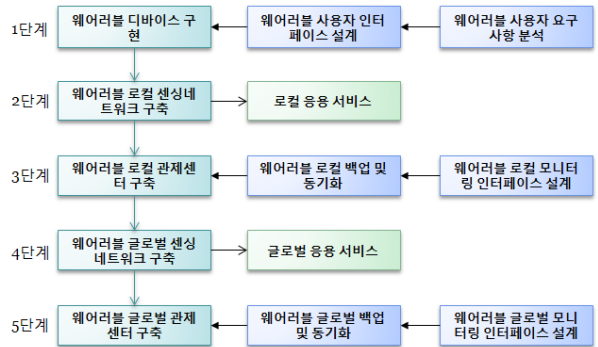 1단계
웨어러블 디바이스 구
현
웨어러블 사용자 인터
페이스 설계
웨어러블 사용자 요구
사항 분석
2단계
웨어러블 로컬 센싱네
트워크 구축
로컬 응용 서비스
3단계
웨어러블 로컬 관제센
터 구축
웨어러블 로컬 백업 및
동기화
웨어러블 로컬 모니터
링 인터페이스 설계
4단계
웨어러블 글로벌 센싱
네트워크 구축
글로벌 응용 서비스
5단계
웨어러블 글로벌 관제
센터 구축
웨어러블 글로벌 백업
및 동기화
웨어러블 글로벌 모니
터링 인터페이스 설계